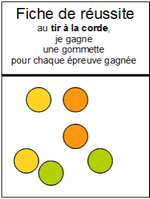 Fiche de réussite
au tir à la corde,
je gagne
une gommette
pour chaque épreuve gagnée